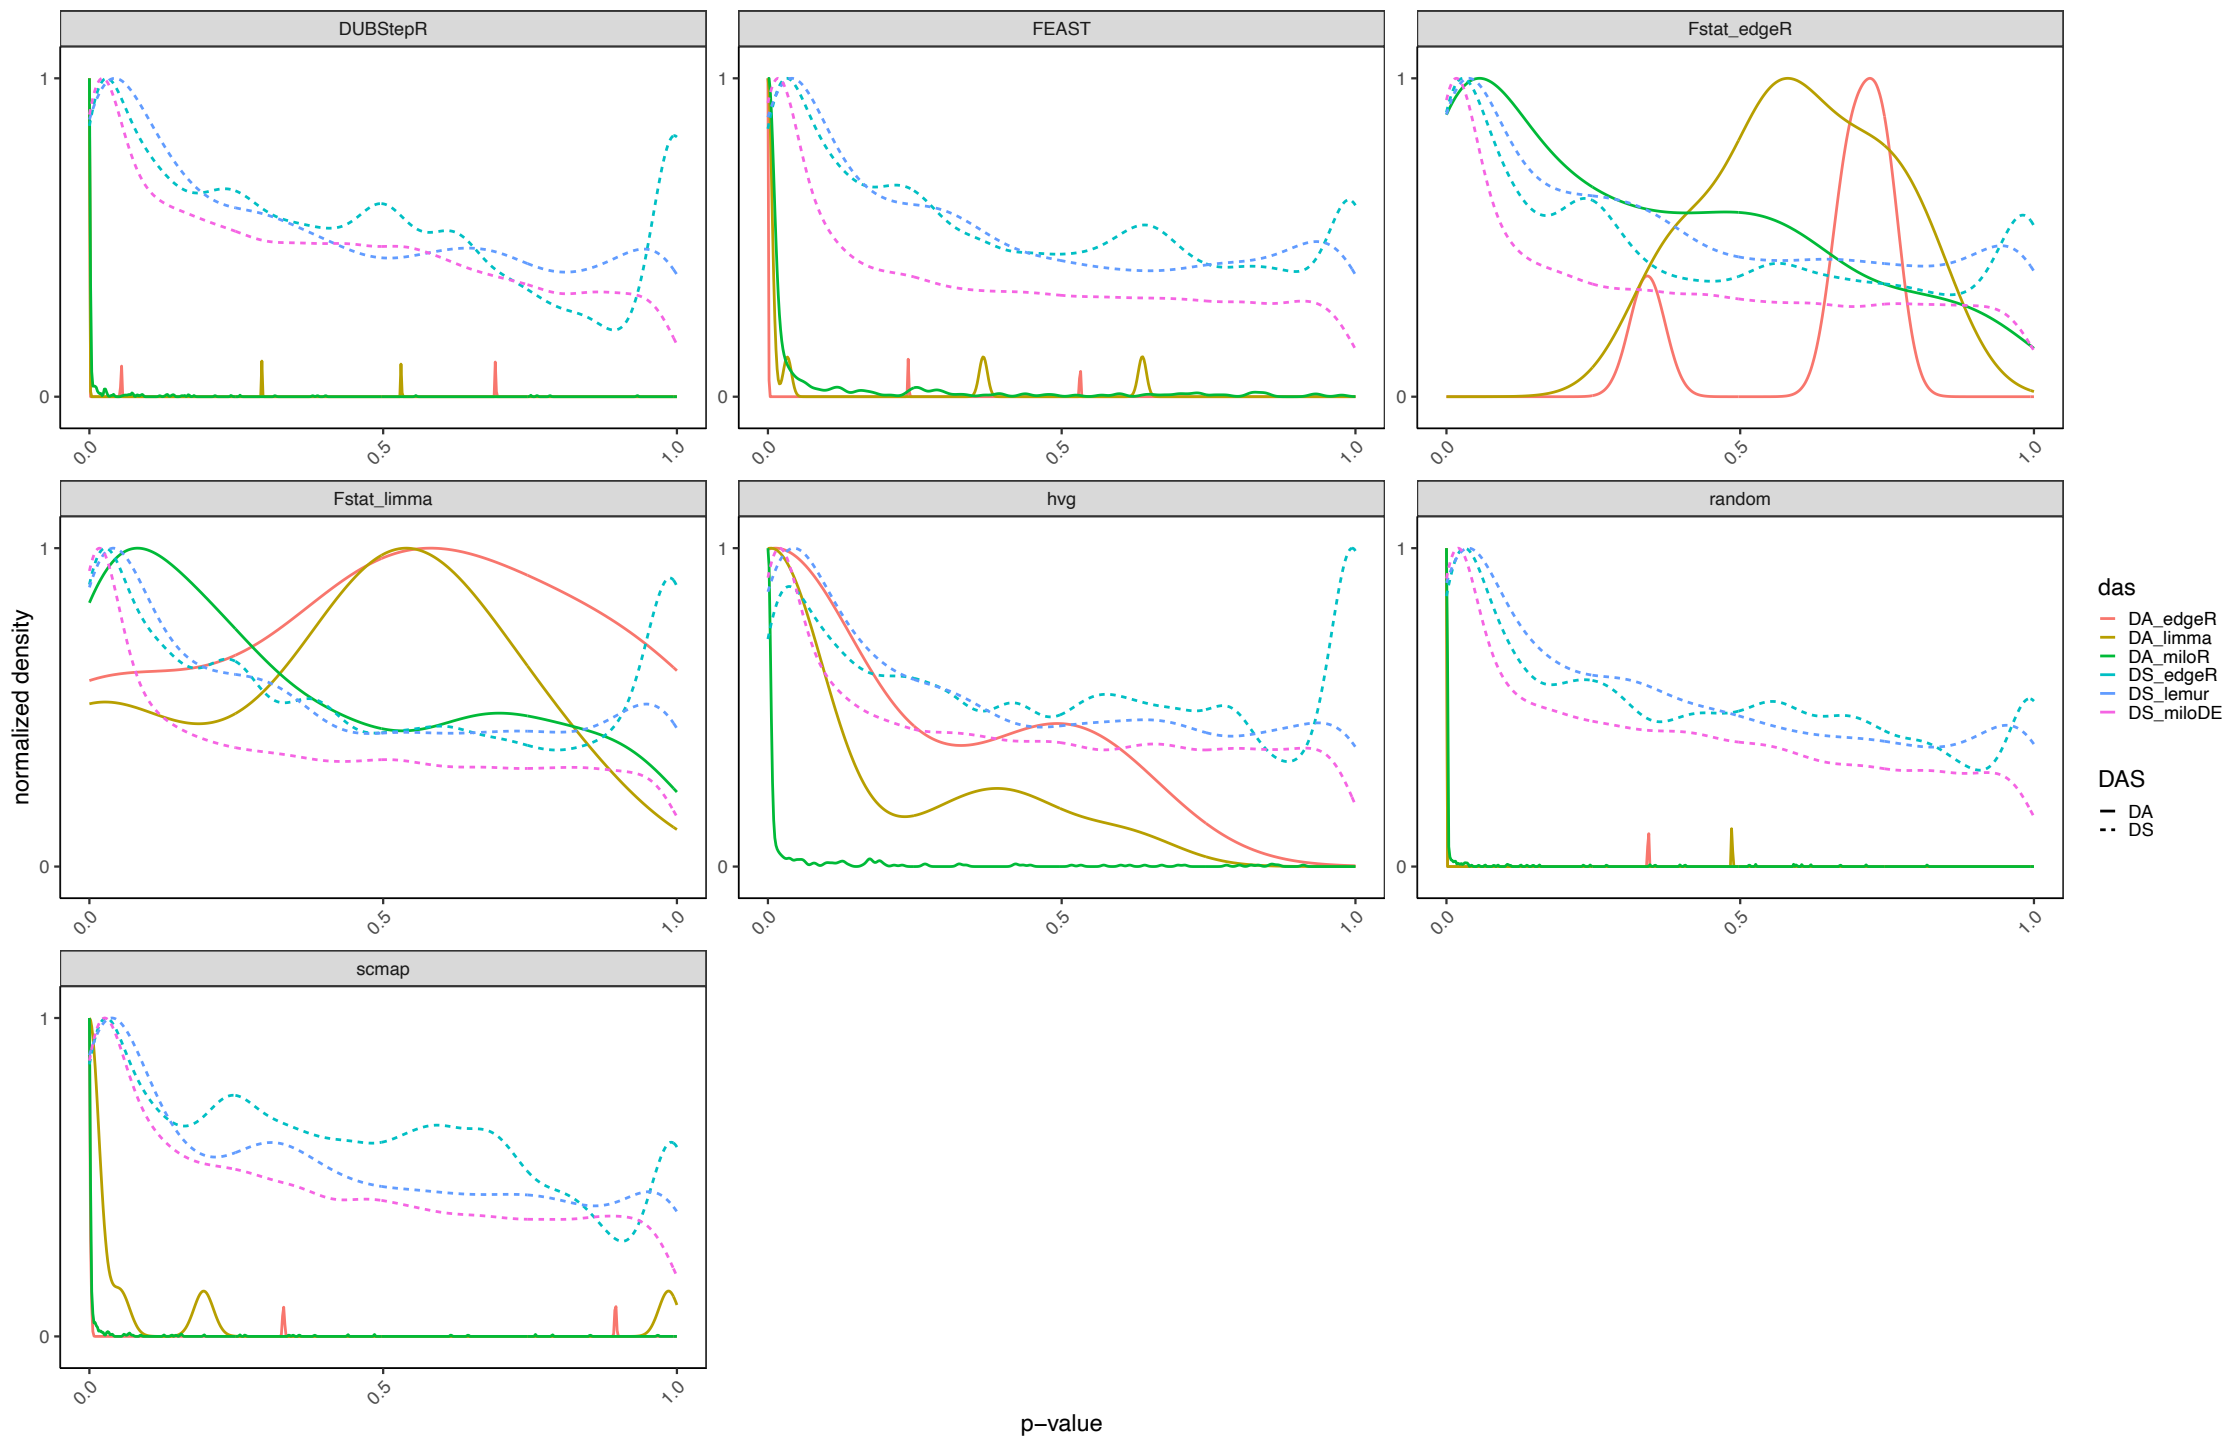 DUBStepR
FEAST
Fstat_edgeR
1
0
0.0
0.5
1.0
1
0
0.0
0.5
1.0
1
0
0.0
0.5
1.0
Fstat_limma
hvg
random
1
0
0.0
0.5
1.0
1
0
0.0
0.5
1.0
1
0
0.0
0.5
1.0
scmap
1
0
0.0
0.5
1.0
normalized density
p−value
das
DA_edgeR
DA_limma
DA_miloR
DS_edgeR
DS_lemur
DS_miloDE
DAS
DA
DS